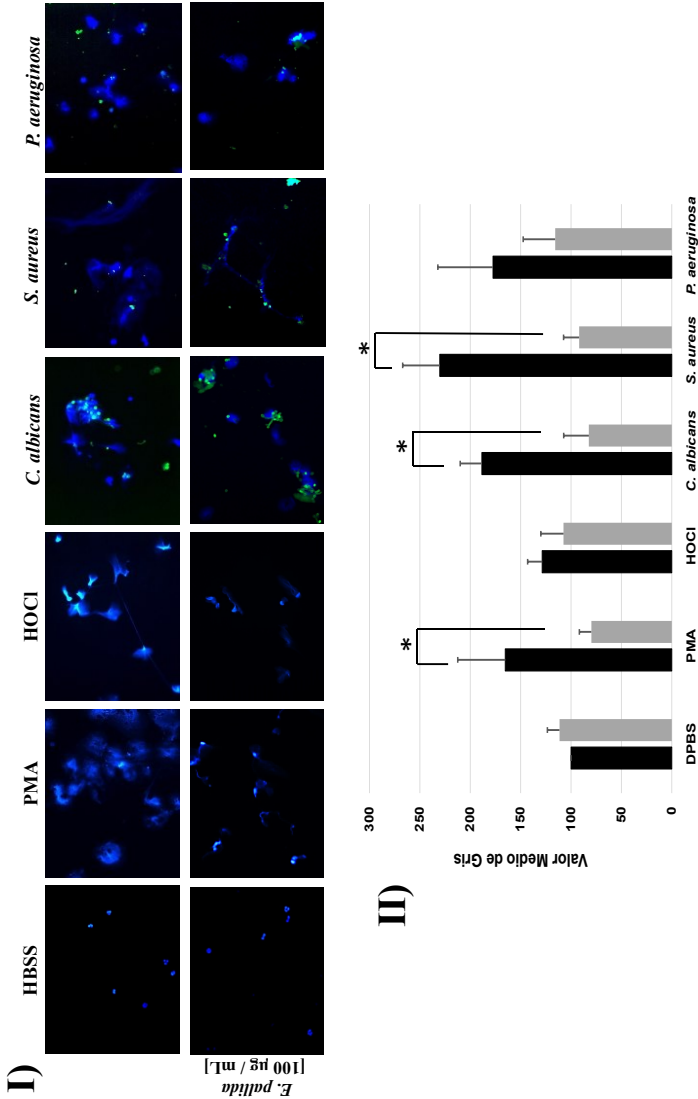 I)
HBSS PMA HOCl C. albicans S. aureus P. aeruginosa
E. pallida
[100 µg / mL]
II)
Valor Medio de Gris
300
250
200
150
100
50
0
*
*
*
DPBS PMA HOCl C. albicans S. aureus P. aeruginosa